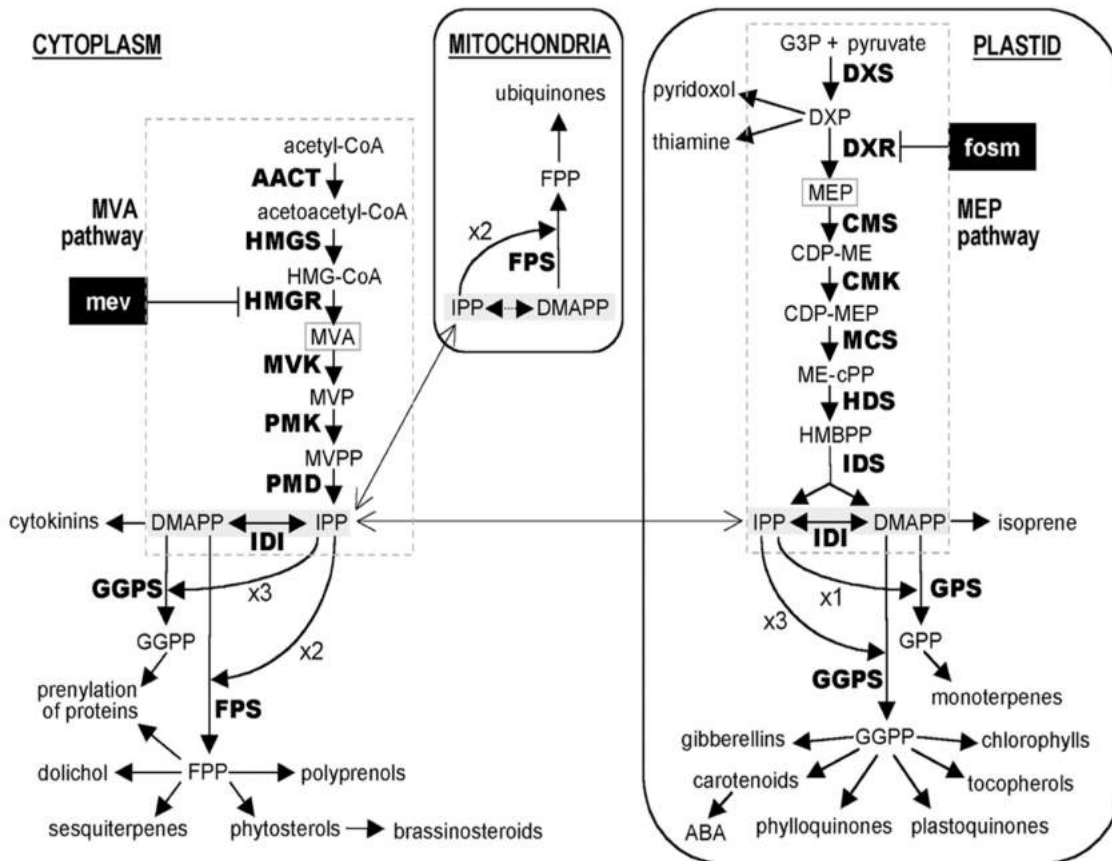 CYTOPLASM
MVA
pathway
mev
acetyl-CoA
AACT
acetoacetyl-CoA
HMGS
HMG-CoA
HMGR
MVA
MVK
MVP
PMK
MVPP
PMD
cytokinins
DMAPP
IPP
IDI
GGPS
x3
GGPP
x2
prenylation
of proteins
FPS
dolichol
FPP
polyprenols
sesquiterpenes
phytosterols
brassinosteroids
MITOCHONDRIA
ubiquinones
FPP
x2
FPS
IPP
DMAPP
PLASTID
G3P + pyruvate
DXS
pyridoxol
DXP
thiamine
DXR
fosm
MEP
MEP
pathway
CMS
CDP-ME
CMK
CDP-MEP
MCS
ME-cPP
HDS
HMBPP
IDS
IPP
DMAPP
isoprene
IDI
x1
GPS
x3
GPP
GGPS
monoterpenes
gibberellins
GGPP
chlorophylls
carotenoids
tocopherols
ABA
phylloquinones
plastoquinones